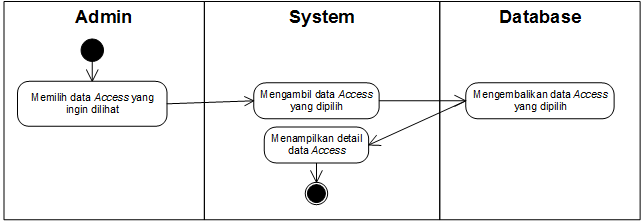 Admin
System
Database
Memilih data Access yang
ingin dilihat
Mengambil data Access
yang dipilih
Mengembalikan data Access
yang dipilih
Menampilkan detail
data Access